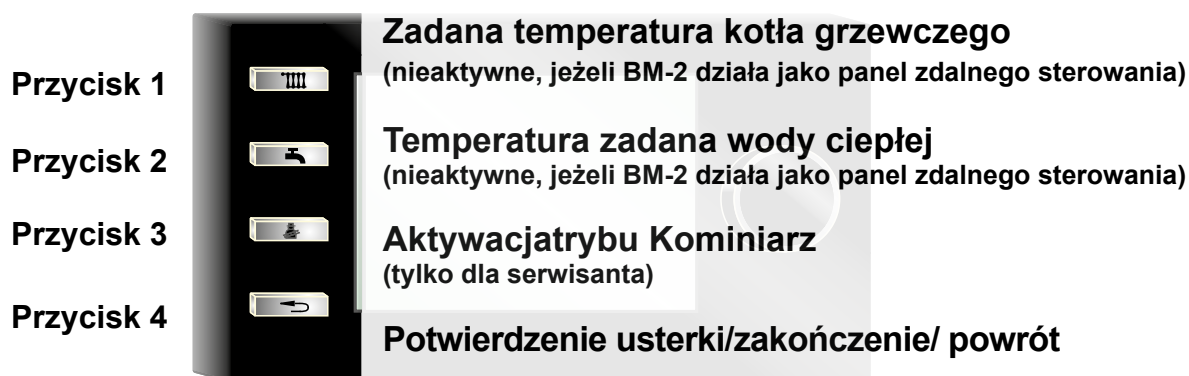 Zadana temperatura kotła grzewczego
Przycisk 1
(nieaktywne, jeżeli BM-2 działa jako panel zdalnego sterowania)
Temperatura zadana wody ciepłej
Przycisk 2
(nieaktywne, jeżeli BM-2 działa jako panel zdalnego sterowania)
Przycisk 3
Aktywacjatrybu Kominiarz
(tylko dla serwisanta)
Przycisk 4
Potwierdzenie usterki/zakończenie/ powrót